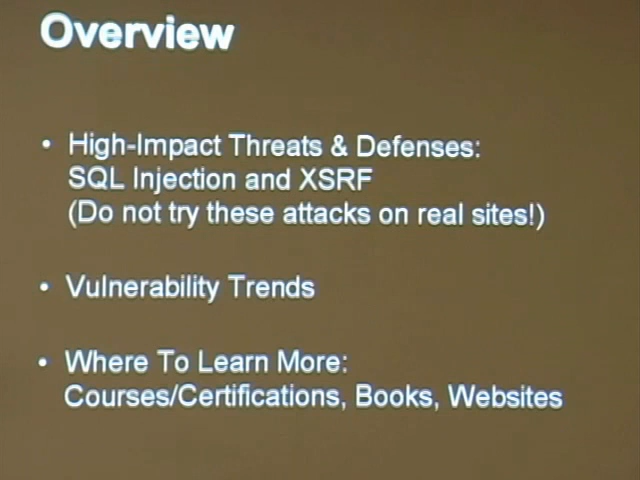 Overview
• High-Impact Threats & Defenses:
SQL Injection and XSRF
(Do not try these attacks on real sites!)
• Vulnerability Trends
• Where To Learn More:
Courses/Certifications, Books, Websites